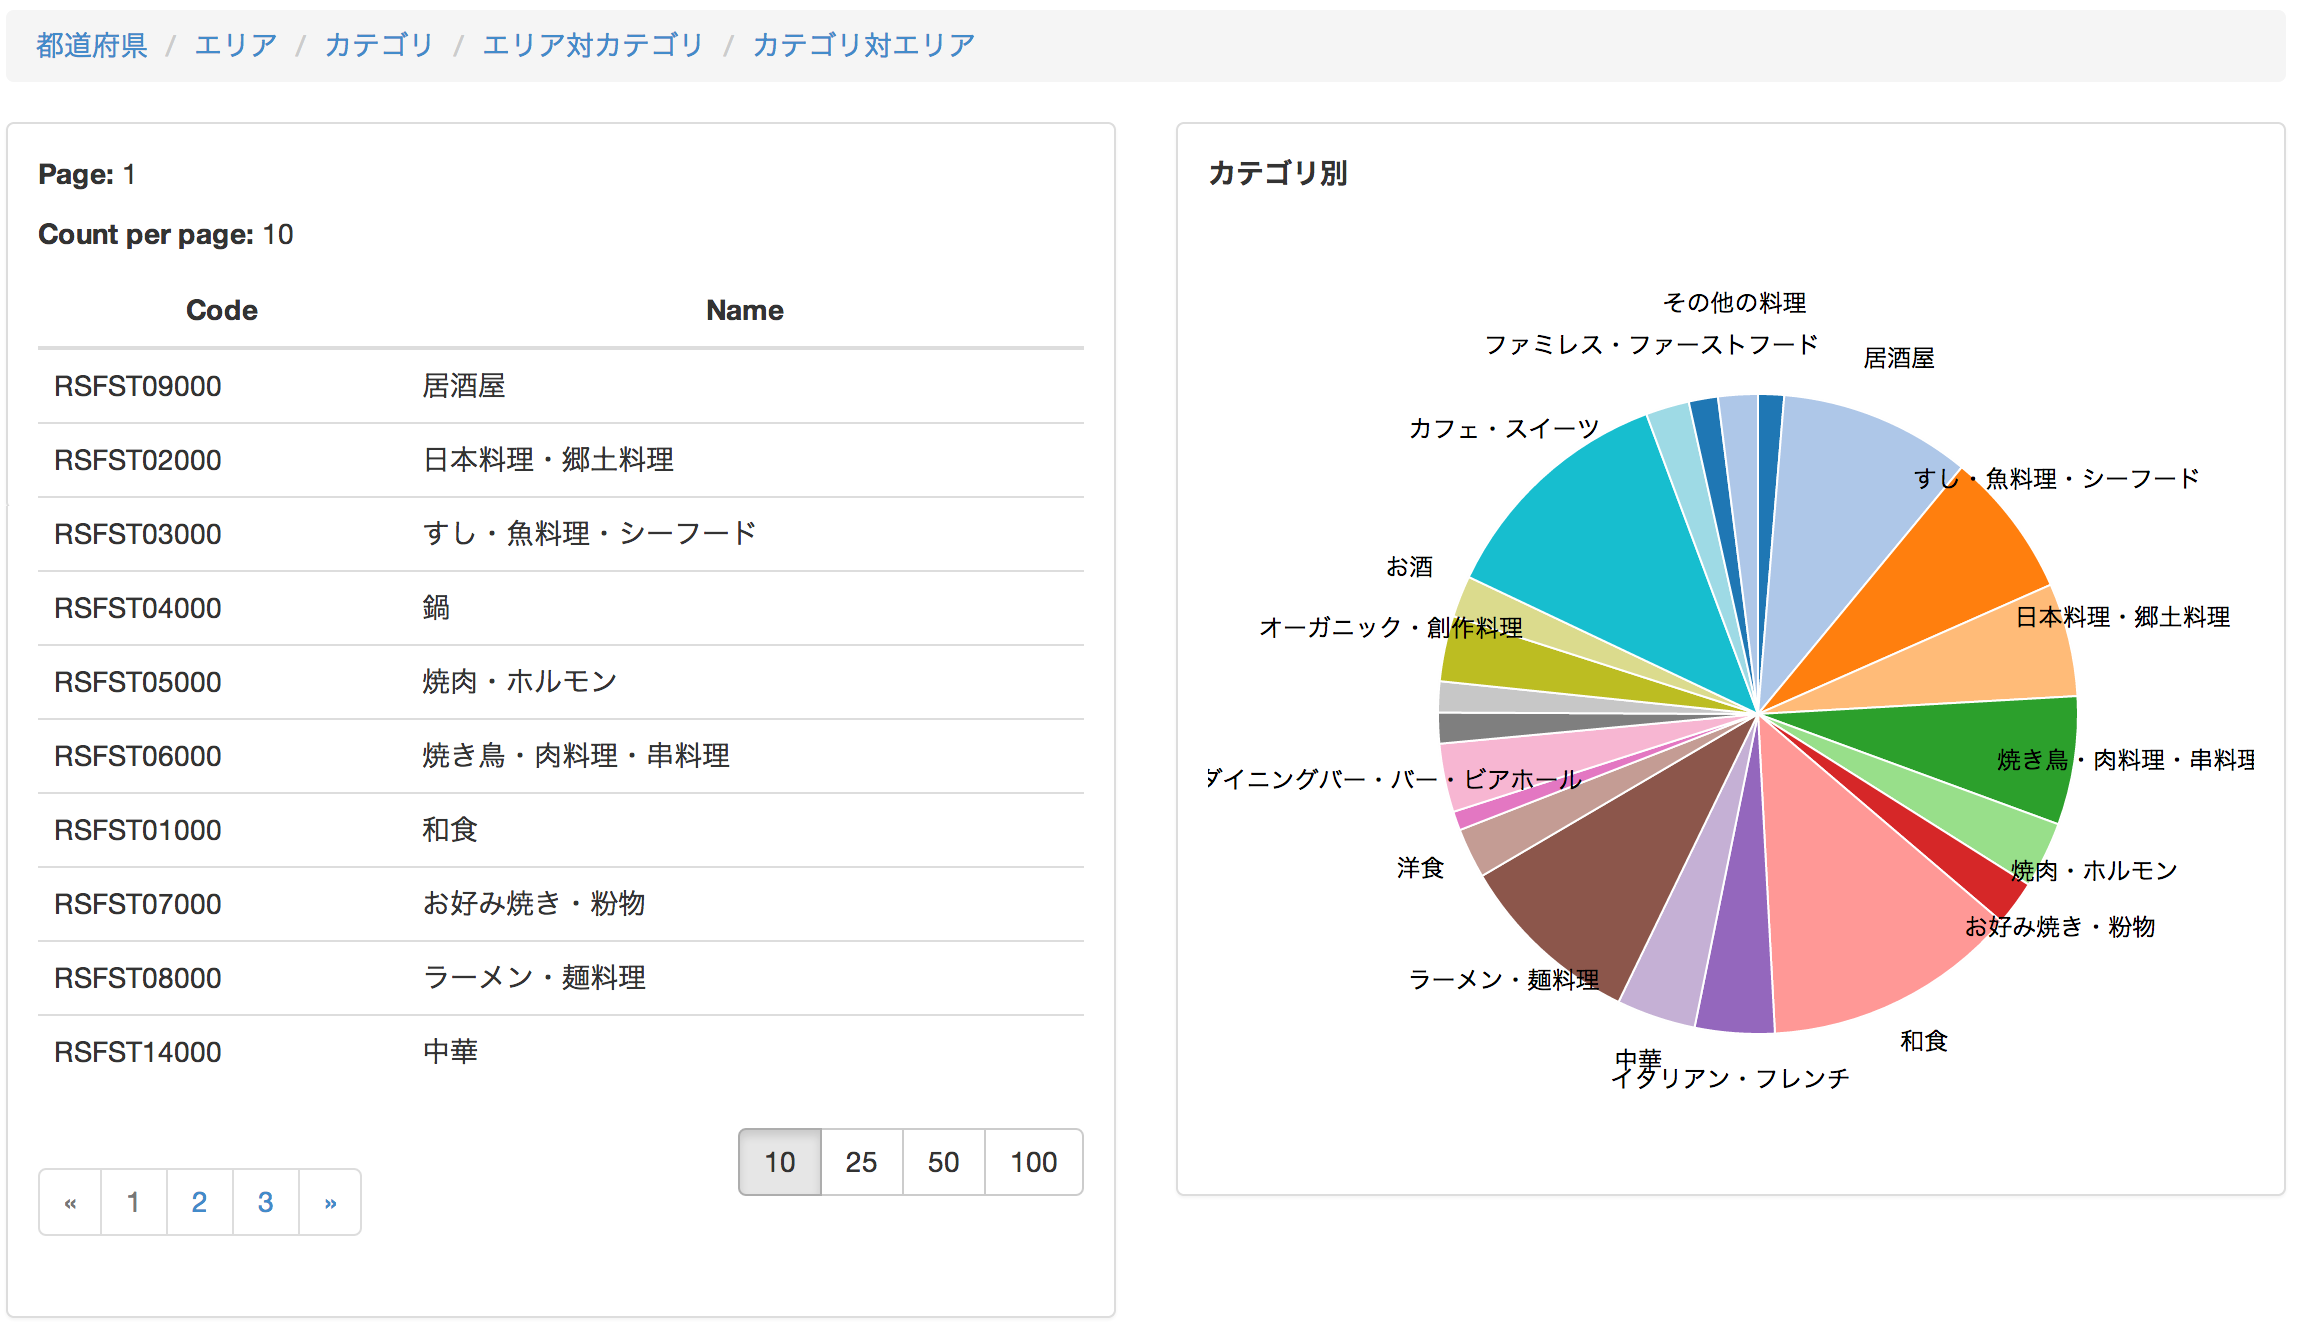 都道府県 / エリア / カテゴリ / エリア対カテゴリ / カテゴリ対エリア
Page: 1
Count per page: 10
Code Name
RSFST09000 居酒屋
RSFST02000 日本料理・郷土料理
RSFST03000 すし・魚料理・シーフード
RSFST04000 鍋
RSFST05000 焼肉・ホルモン
RSFST06000 焼き鳥・肉料理・串料理
RSFST01000 和食
RSFST07000 お好み焼き・粉物
RSFST08000 ラーメン・麺料理
RSFST14000 中華
10 25 50 100
« 1 2 3 »
カテゴリ別
その他の料理
ファミレス・ファーストフード
居酒屋
カフェ・スイーツ
すし・魚料理・シーフード
お酒
日本料理・郷土料理
オーガニック・創作料理
焼き鳥・肉料理・串料理
ダイニングバー・バー・ビアホール
洋食
焼肉・ホルモン
お好み焼き・粉物
ラーメン・麺料理
和食
中華
イタリアン・フレンチ